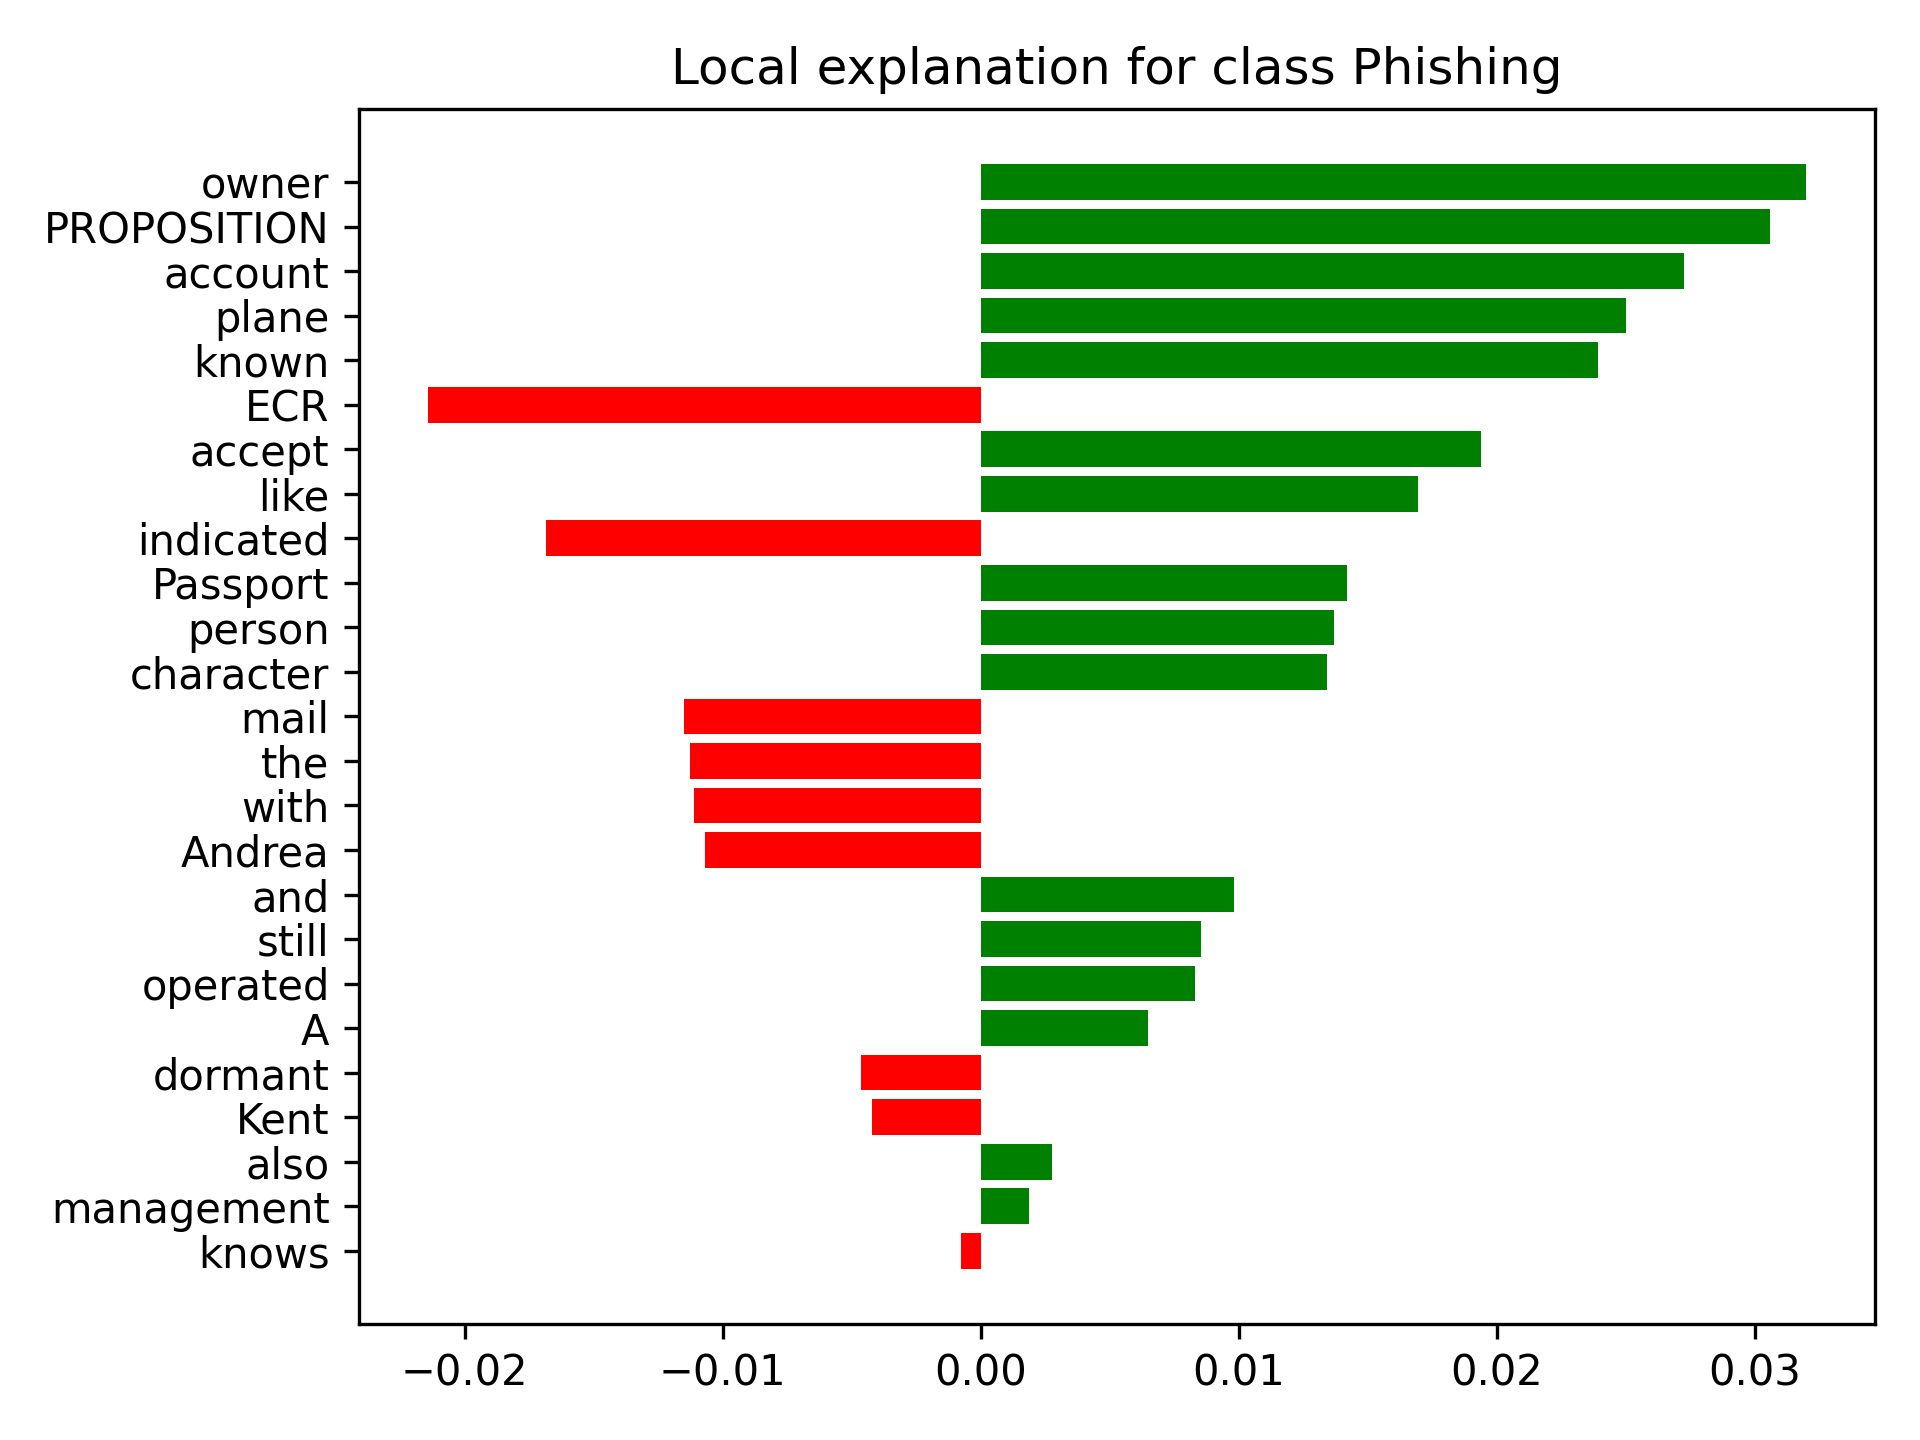 Local explanation for class Phishing
owner
PROPOSITION
account
plane
known
ECR
accept
like
indicated
Passport
person
character
mail
the
with
Andrea
and
still
operated
A
dormant
Kent
also
management
knows
−0.02 −0.01 0.00 0.01 0.02 0.03